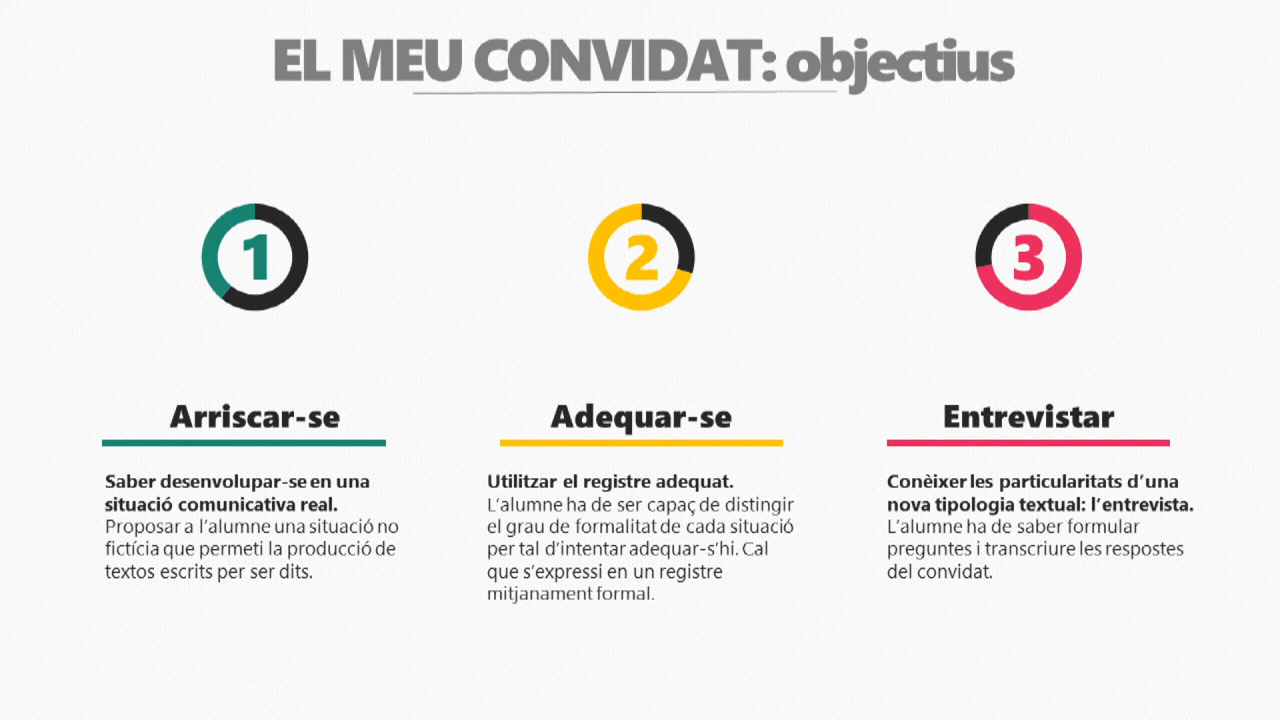 EL MEU CONVIDAT: objectius
1
2
3
Arriscar-se
Saber desenvolupar-se en una
situació comunicativa real.
Proposar a l’alumne una situació no
fictícia que permeti la producció de
textos escrits per ser dits.
Adequar-se
Utilitzar el registre adequat.
L’alumne ha de ser capaç de distingir
el grau de formalitat de cada situació
per tal d’intentar adequar-s’hi. Cal
que s’expressi en un registre
mitjanament formal.
Entrevistar
Conèixer les particularitats d’una
nova tipologia textual: l’entrevista.
L’alumne ha de saber formular
preguntes i transcriure les respostes
del convidat.